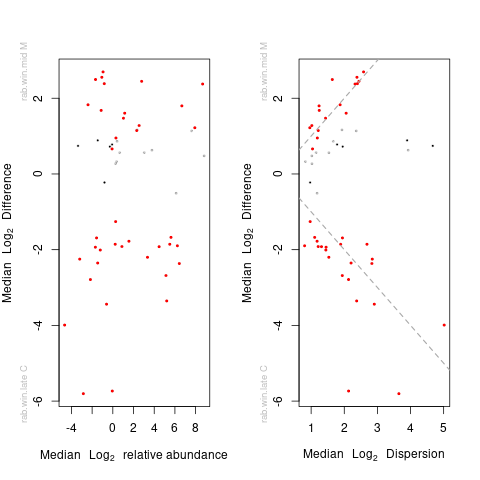 rab.win.mid.M
rab.win.late C
Median Log2 Difference
2
0
-2
-4
-6
-4
0
2
4
6
8
Median Log2 relative abundance
rab.win.mid.M
rab.win.late C
Median Log2 Difference
2
0
-2
-4
-6
1
2
3
4
5
Median Log2 Dispersion